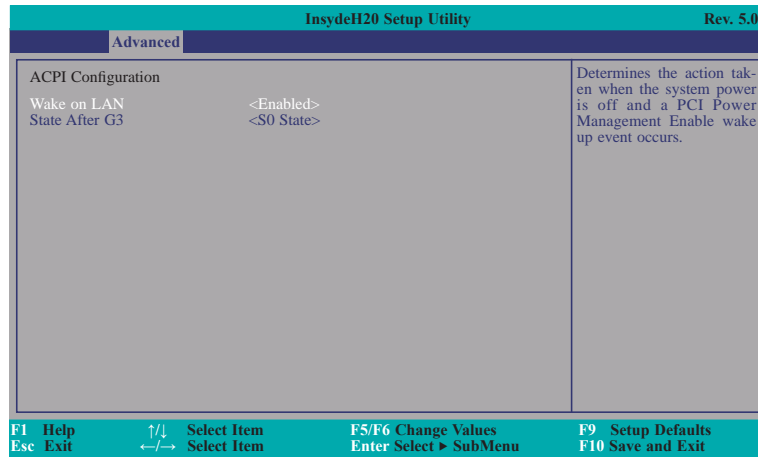 InsydeH20 Setup Utility Rev. 5.0
Advanced
ACPI Configuration
Wake on LAN <Enabled>
State After G3 <S0 State>
Determines the action tak-
en when the system power
is off and a PCI Power
Management Enable wake
up event occurs.
F1 Help ↑/↓ Select Item F5/F6 Change Values F9 Setup Defaults
Esc Exit ←/→ Select Item Enter Select ▶ SubMenu F10 Save and Exit